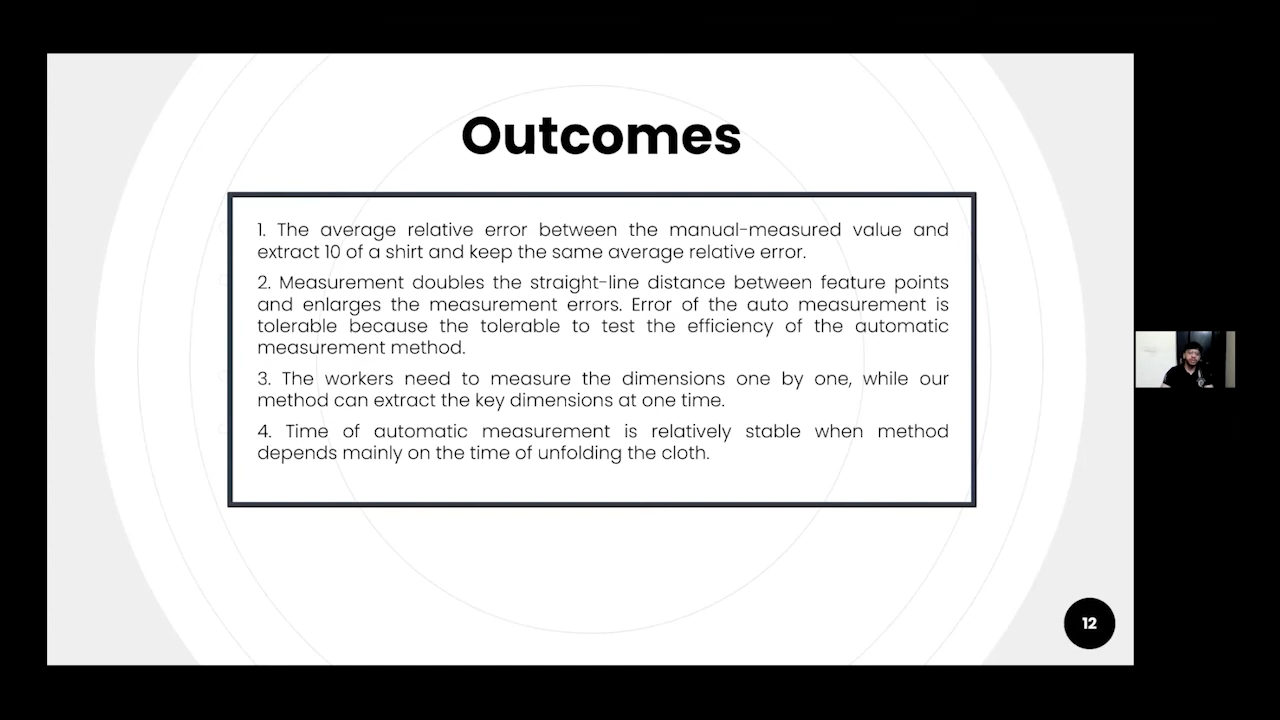 Outcomes
1. The average relative error between the manual-measured value and
extract 10 of a shirt and keep the same average relative error.
2. Measurement doubles the straight-line distance between feature points
and enlarges the measurement errors. Error of the auto measurement is
tolerable because the tolerable to test the efficiency of the automatic
measurement method.
3. The workers need to measure the dimensions one by one, while our
method can extract the key dimensions at one time.
4. Time of automatic measurement is relatively stable when method
depends mainly on the time of unfolding the cloth.
12